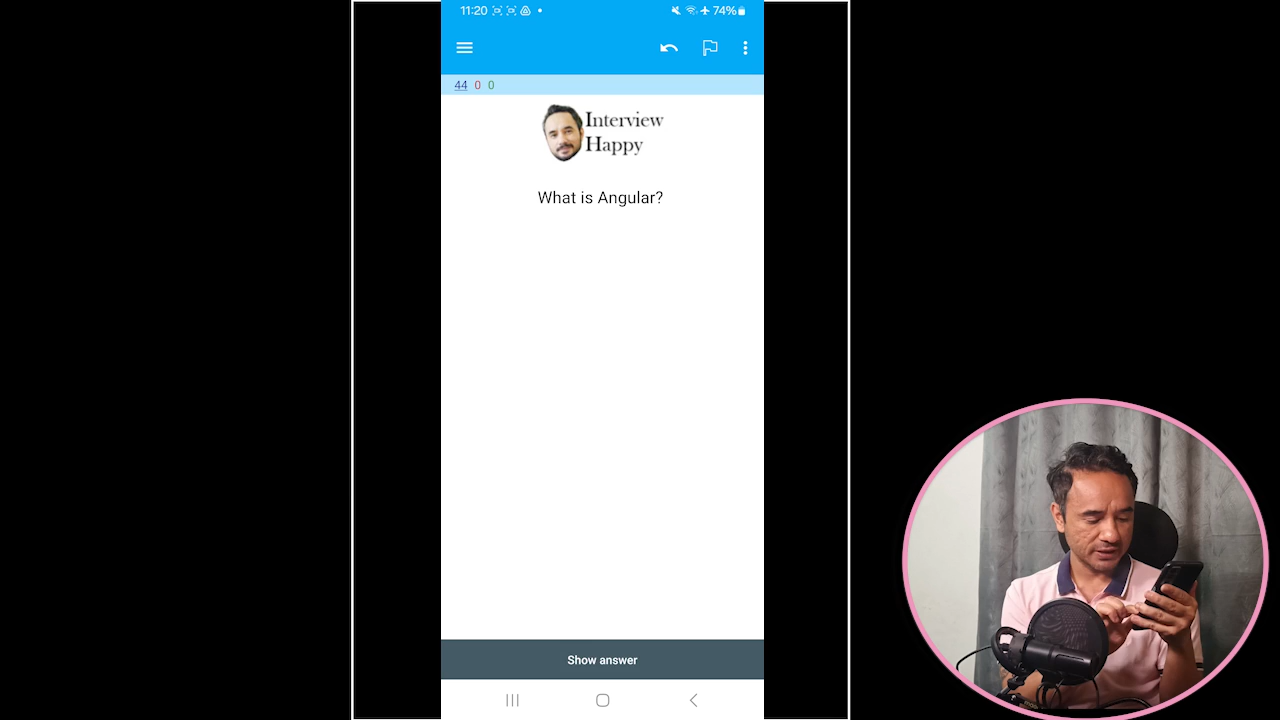 11:20
74%
44 0 0
Interview
Happy
What is Angular?
Show answer